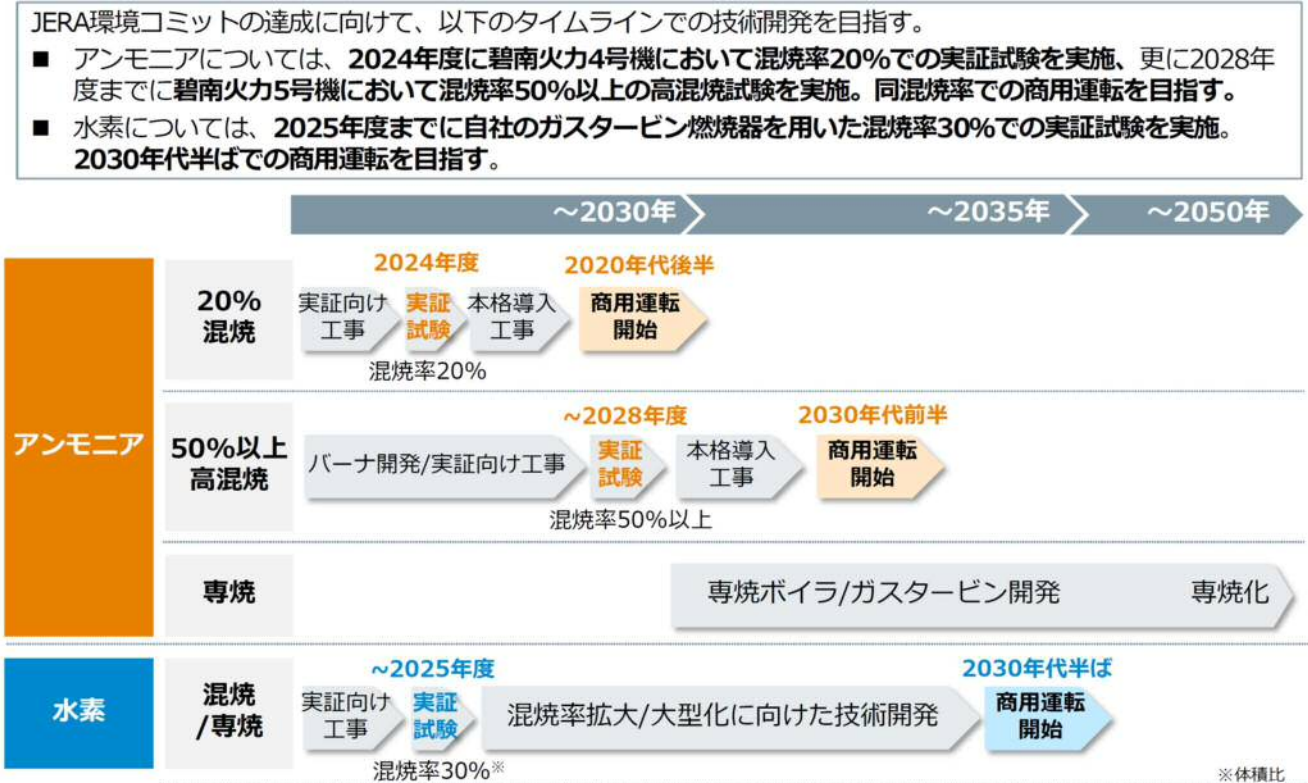 JERA環境コミットの達成に向けて、以下のタイムラインでの技術開発を目指す。
■ アンモニアについては、2024年度に碧南火力4号機において混焼率20%での実証試験を実施、更に2028年
度までに碧南火力5号機において混焼率50%以上の高混焼試験を実施。同混焼率での商用運転を目指す。
■ 水素については、2025年度までに自社のガスタービン燃焼器を用いた混焼率30%での実証試験を実施。
2030年代半ばでの商用運転を目指す。
～2030年
～2035年
～2050年
アンモニア
20%
混焼
2024年度
2020年代後半
実証向け
工事
実証
試験
本格導入
工事
商用運転
開始
混焼率20%
50%以上
高混焼
~2028年度
2030年代前半
バーナ開発/実証向け工事
実証
試験
本格導入
工事
商用運転
開始
混焼率50%以上
専焼
専焼ボイラ/ガスタービン開発
専焼化
水素
混焼
/専焼
~2025年度
2030年代半ば
実証向け
工事
実証
試験
混焼率拡大/大型化に向けた技術開発
商用運転
開始
混焼率30%※
※体積比